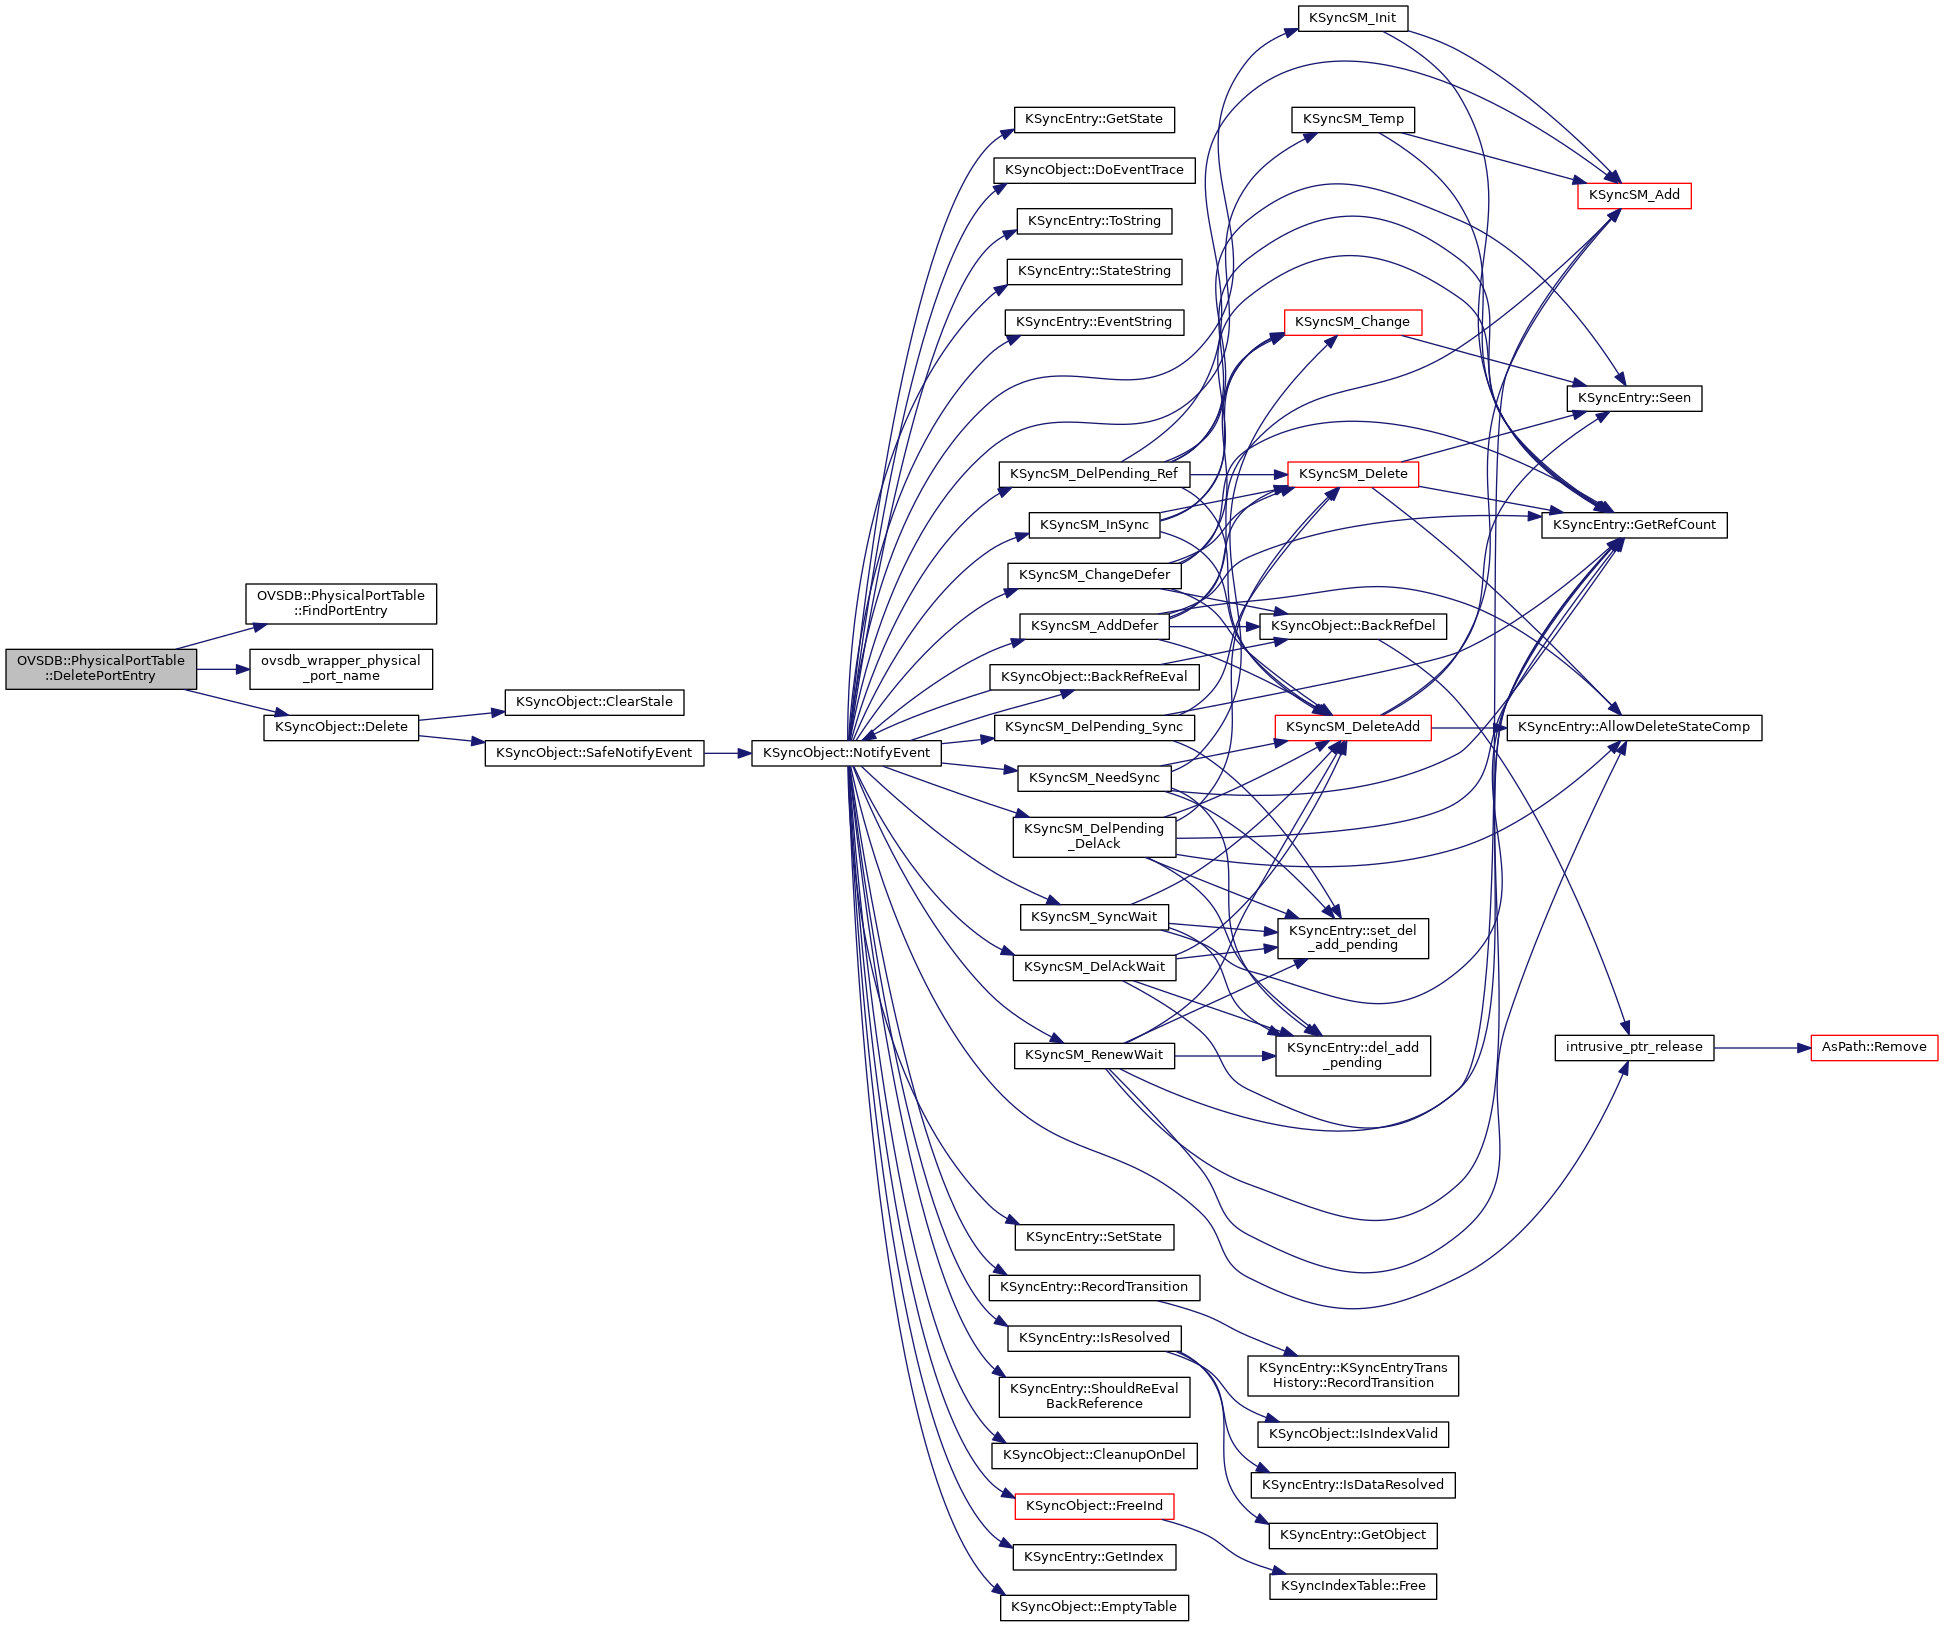 OVSDB::PhysicalPortTable
::DeletePortEntry
OVSDB::PhysicalPortTable
::FindPortEntry
ovsdb_wrapper_physical
_port_name
KSyncObject::Delete
KSyncObject::ClearStale
KSyncObject::SafeNotifyEvent
KSyncObject::NotifyEvent
KSyncEntry::GetState
KSyncObject::DoEventTrace
KSyncEntry::ToString
KSyncEntry::StateString
KSyncEntry::EventString
KSyncSM_DelPending_Ref
KSyncSM_InSync
KSyncSM_ChangeDefer
KSyncSM_AddDefer
KSyncObject::BackRefReEval
KSyncSM_DelPending_Sync
KSyncSM_NeedSync
KSyncSM_DelPending
_DelAck
KSyncSM_SyncWait
KSyncSM_DelAckWait
KSyncSM_RenewWait
KSyncEntry::SetState
KSyncEntry::RecordTransition
KSyncEntry::IsResolved
KSyncEntry::ShouldReEval
BackReference
KSyncObject::CleanupOnDel
KSyncObject::FreeInd
KSyncEntry::GetIndex
KSyncObject::EmptyTable
KSyncSM_Init
KSyncSM_Temp
KSyncSM_Change
KSyncSM_Delete
KSyncObject::BackRefDel
KSyncSM_DeleteAdd
KSyncEntry::set_del
_add_pending
KSyncEntry::del_add
_pending
KSyncEntry::KSyncEntryTrans
History::RecordTransition
KSyncObject::IsIndexValid
KSyncEntry::IsDataResolved
KSyncEntry::GetObject
KSyncIndexTable::Free
KSyncSM_Add
KSyncEntry::Seen
KSyncEntry::GetRefCount
KSyncEntry::AllowDeleteStateComp
intrusive_ptr_release
AsPath::Remove